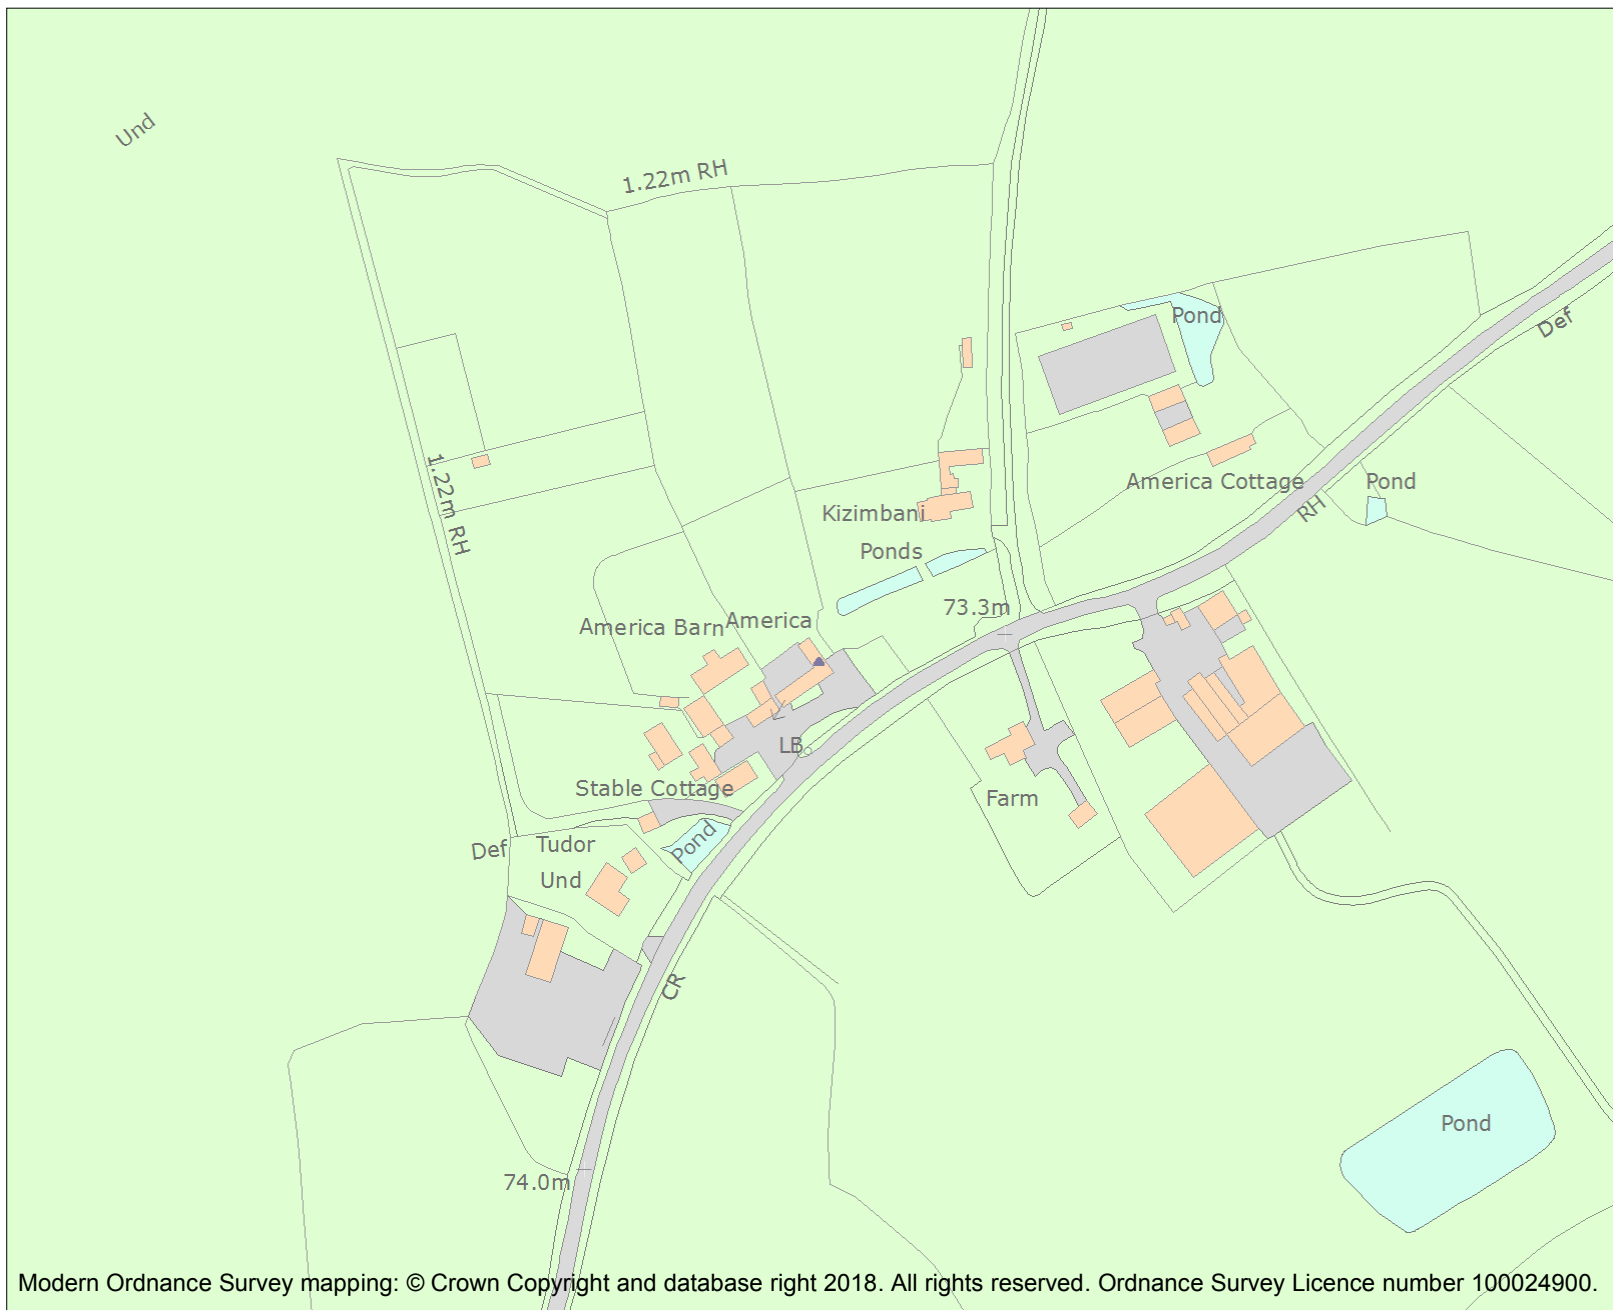 Und
1.22m RH
Pond
Def
1.22m RH
America Cottage
Pond
RH
Kizimbani
Ponds
73.3m
America Barn
America
LB
Stable Cottage
Farm
Def
Tudor
Und
Pond
CR
Pond
74.0m
Modern Ordnance Survey mapping: © Crown Copyright and database right 2018. All rights reserved. Ordnance Survey Licence number 100024900.